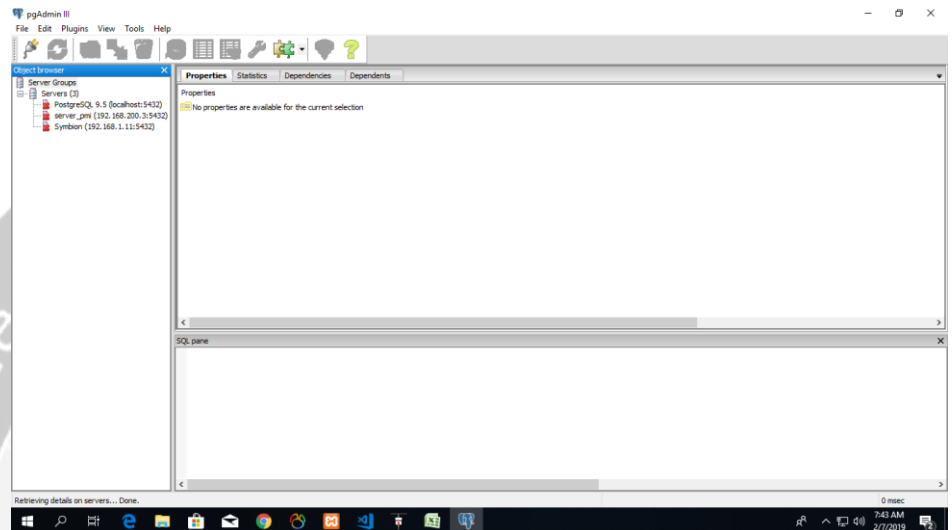 pgAdmin III
File Edit Plugins View Tools Help
Object browser
Server Groups
Servers (3)
PostgreSQL 9.5 (localhost:5432)
server_pmi (192.168.200.3:5432)
Symbion (192.168.1.11:5432)
Properties Statistics Dependencies Dependents
Properties
No properties are available for the current selection
SQL pane
Retrieving details on servers... Done.
0 msec
7:43 AM
2/7/2019